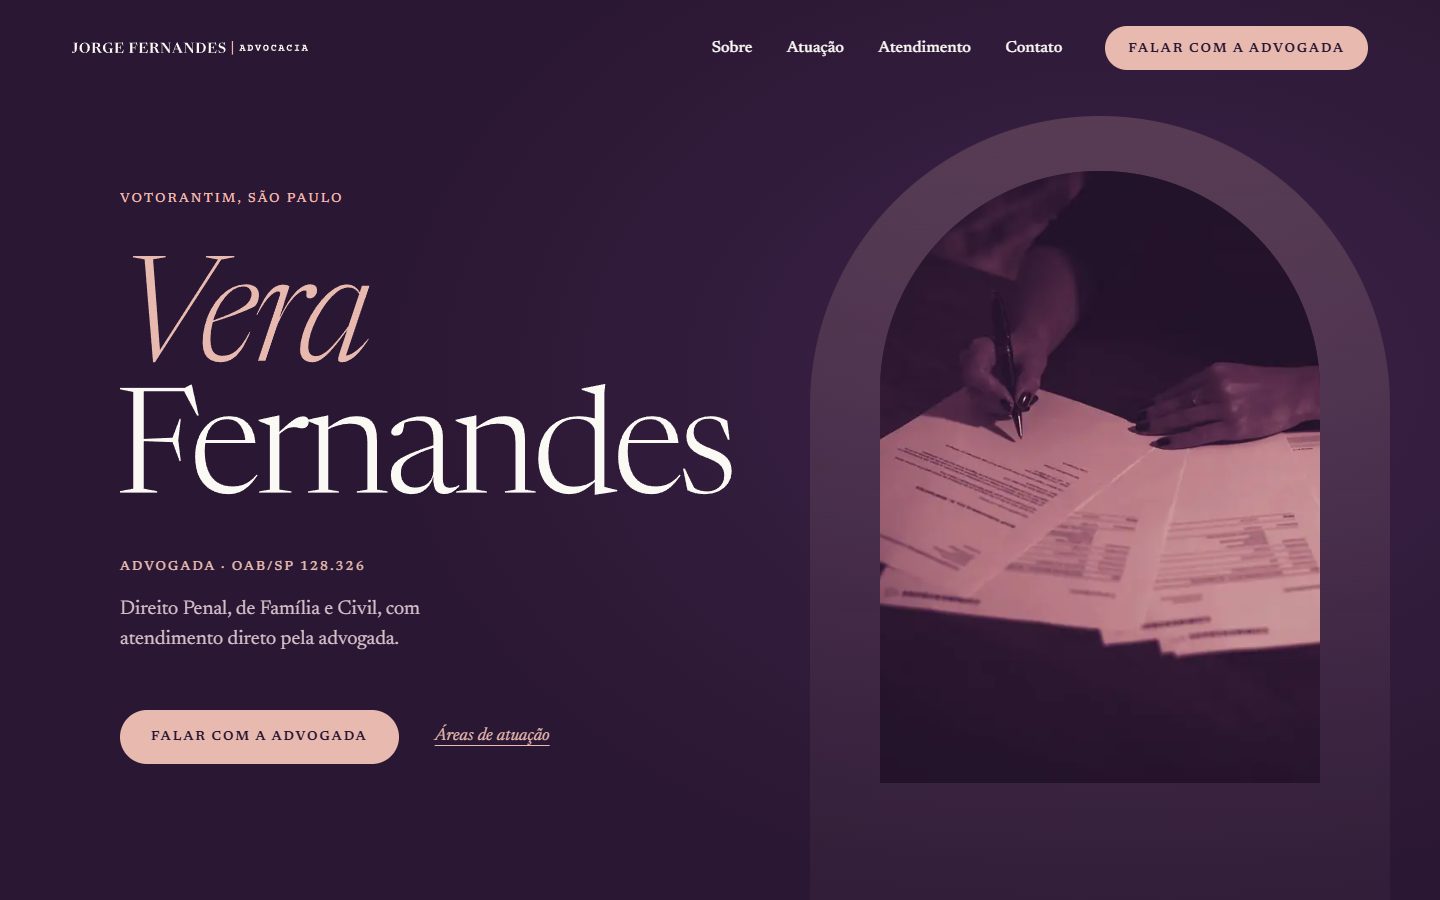 JORGE FERNANDES | ADVOCACIA
Sobre
Atuação
Atendimento
Contato
FALAR COM A ADVOGADA
VOTORANTIM, SÃO PAULO
Vera
Fernandes
ADVOGADA · OAB/SP 128.326
Direito Penal, de Família e Civil, com
atendimento direto pela advogada.
FALAR COM A ADVOGADA
Áreas de atuação